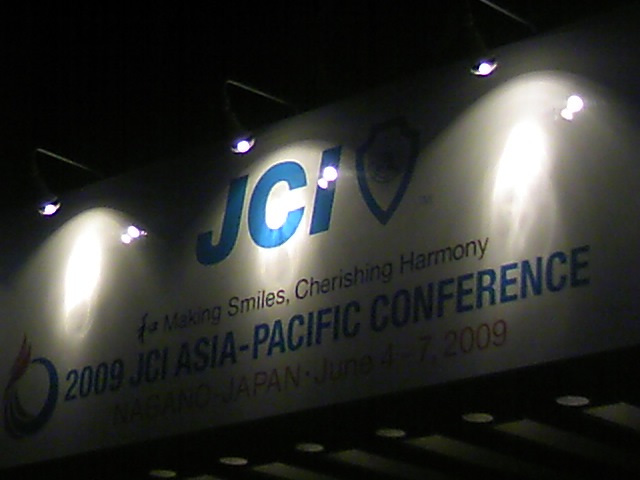 JCI
Making Smiles, Cherishing Harmony
2009 JCI ASIA-PACIFIC CONFERENCE
NAGANO-JAPAN · June 4-7, 2009